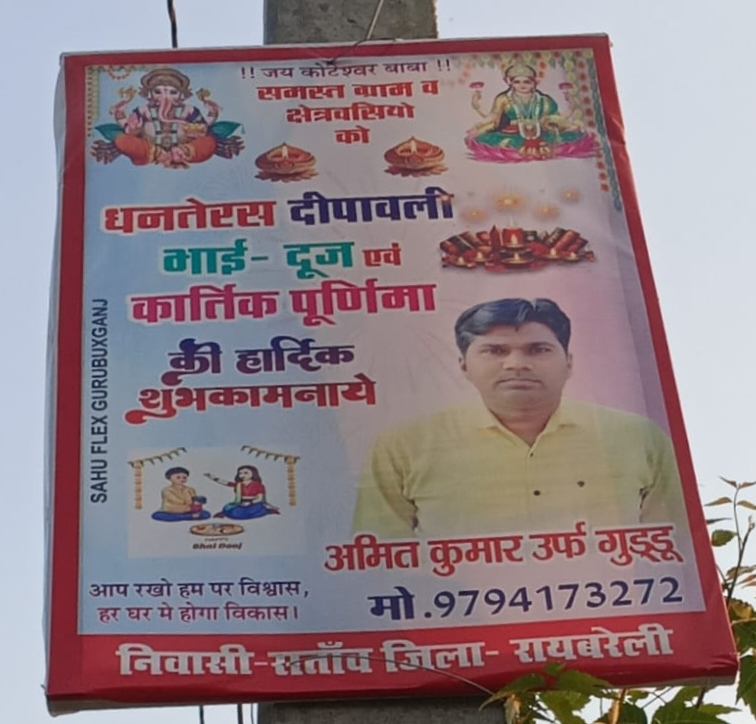 !! जय कोटेश्वर बाबा !!
समस्त ग्राम व
क्षेत्रवसियो
को
धनतेरस दीपावली
भाई- दूज एवं
कार्तिक पूर्णिमा
की हार्दिक
शुभकामनाये
SAHU FLEX GURUBUXGANJ
HAPPY
Bhai Dooj
अमित कुमार उर्फ गुड्डू
मो.9794173272
आप रखो हम पर विश्वास,
हर घर मे होगा विकास।
निवासी-सताँव जिला- रायबरेली